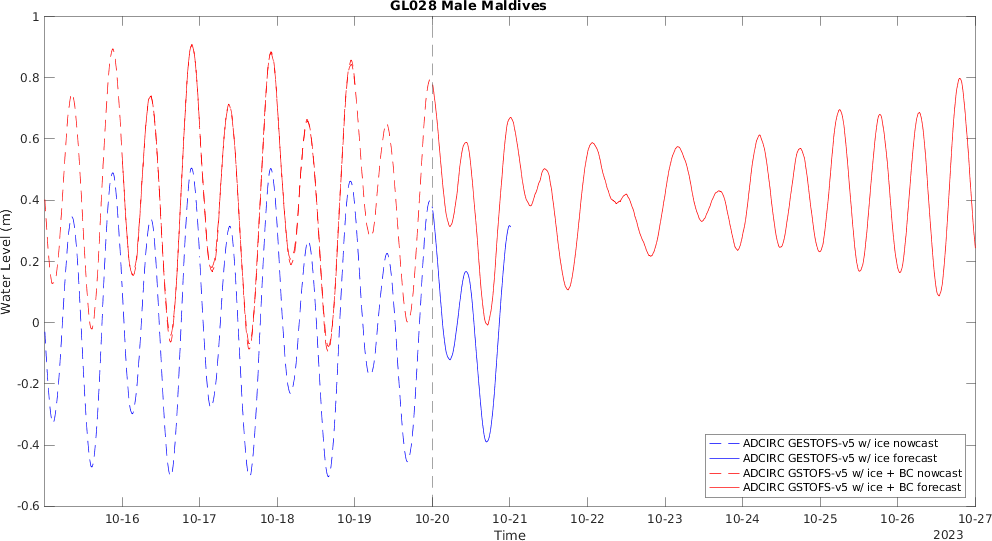 GL028 Male Maldives
1
0.8
0.6
0.4
0.2
0
-0.2
-0.4
-0.6
Water Level (m)
10-16 10-17 10-18 10-19 10-20 10-21 10-22 10-23 10-24 10-25 10-26 10-27
Time
2023
ADCIRC GESTOFS-v5 w/ ice nowcast
ADCIRC GESTOFS-v5 w/ ice forecast
ADCIRC GSTOFS-v5 w/ ice + BC nowcast
ADCIRC GSTOFS-v5 w/ ice + BC forecast